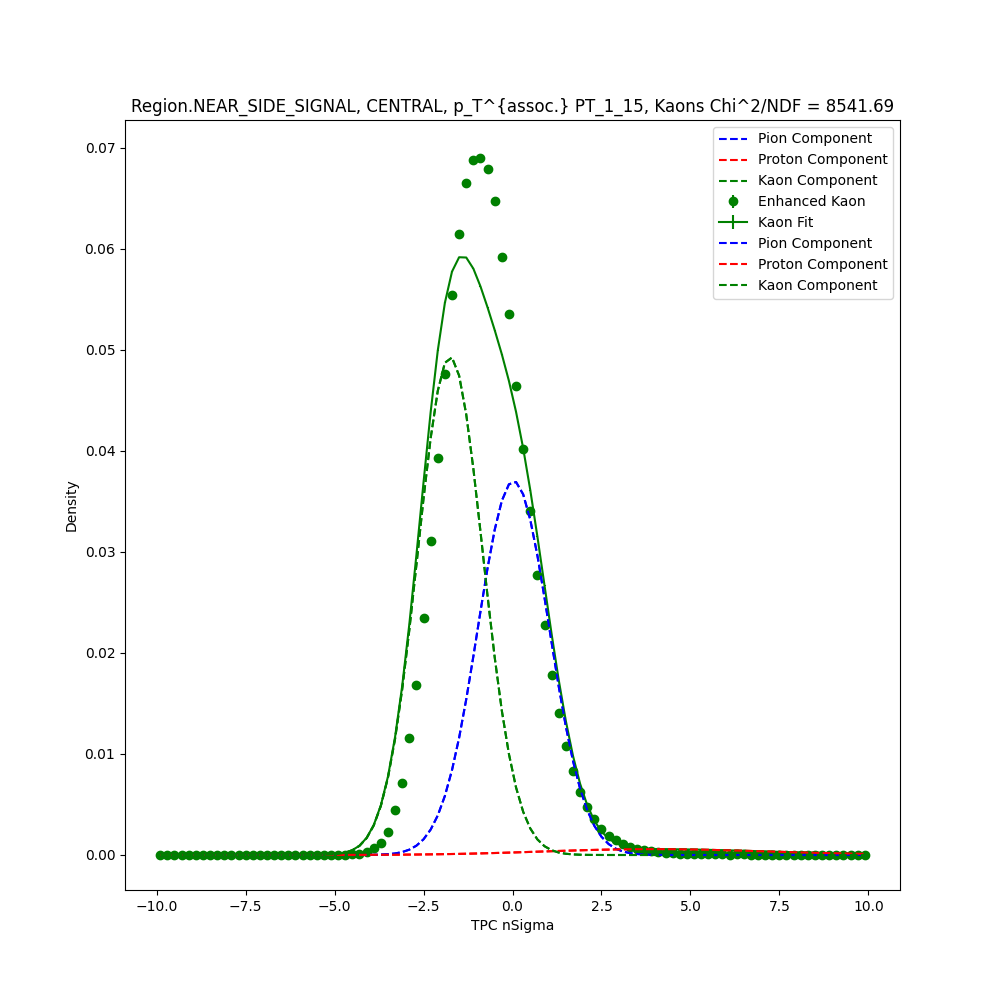 Region.NEAR_SIDE_SIGNAL, CENTRAL, p_T^{assoc.} PT_1_15, Kaons Chi^2/NDF = 8541.69
Pion Component
Proton Component
Kaon Component
Enhanced Kaon
Kaon Fit
Pion Component
Proton Component
Kaon Component
0.07
0.06
0.05
0.04
0.03
0.02
0.01
0.00
Density
−10.0 −7.5 −5.0 −2.5 0.0 2.5 5.0 7.5 10.0
TPC nSigma